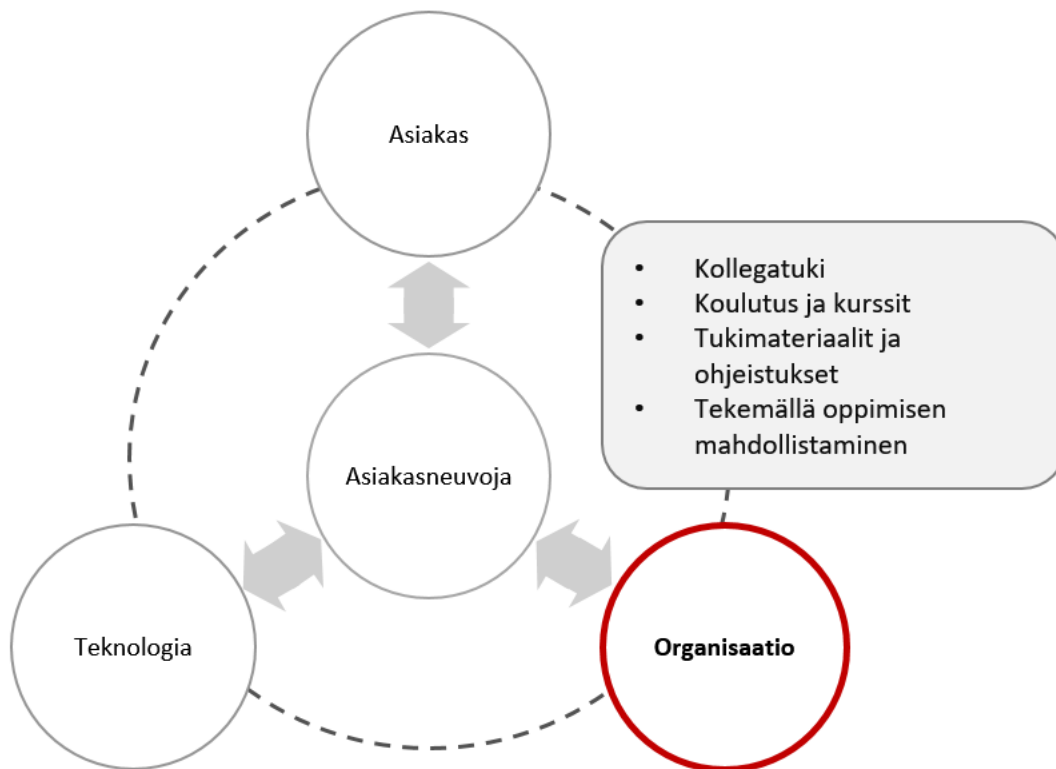 Asiakas
• Kollegatuki
• Koulutus ja kurssit
• Tukimateriaalit ja
ohjeistukset
• Tekemällä oppimisen
mahdollistaminen
Asiakasneuvoja
Teknologia
Organisaatio